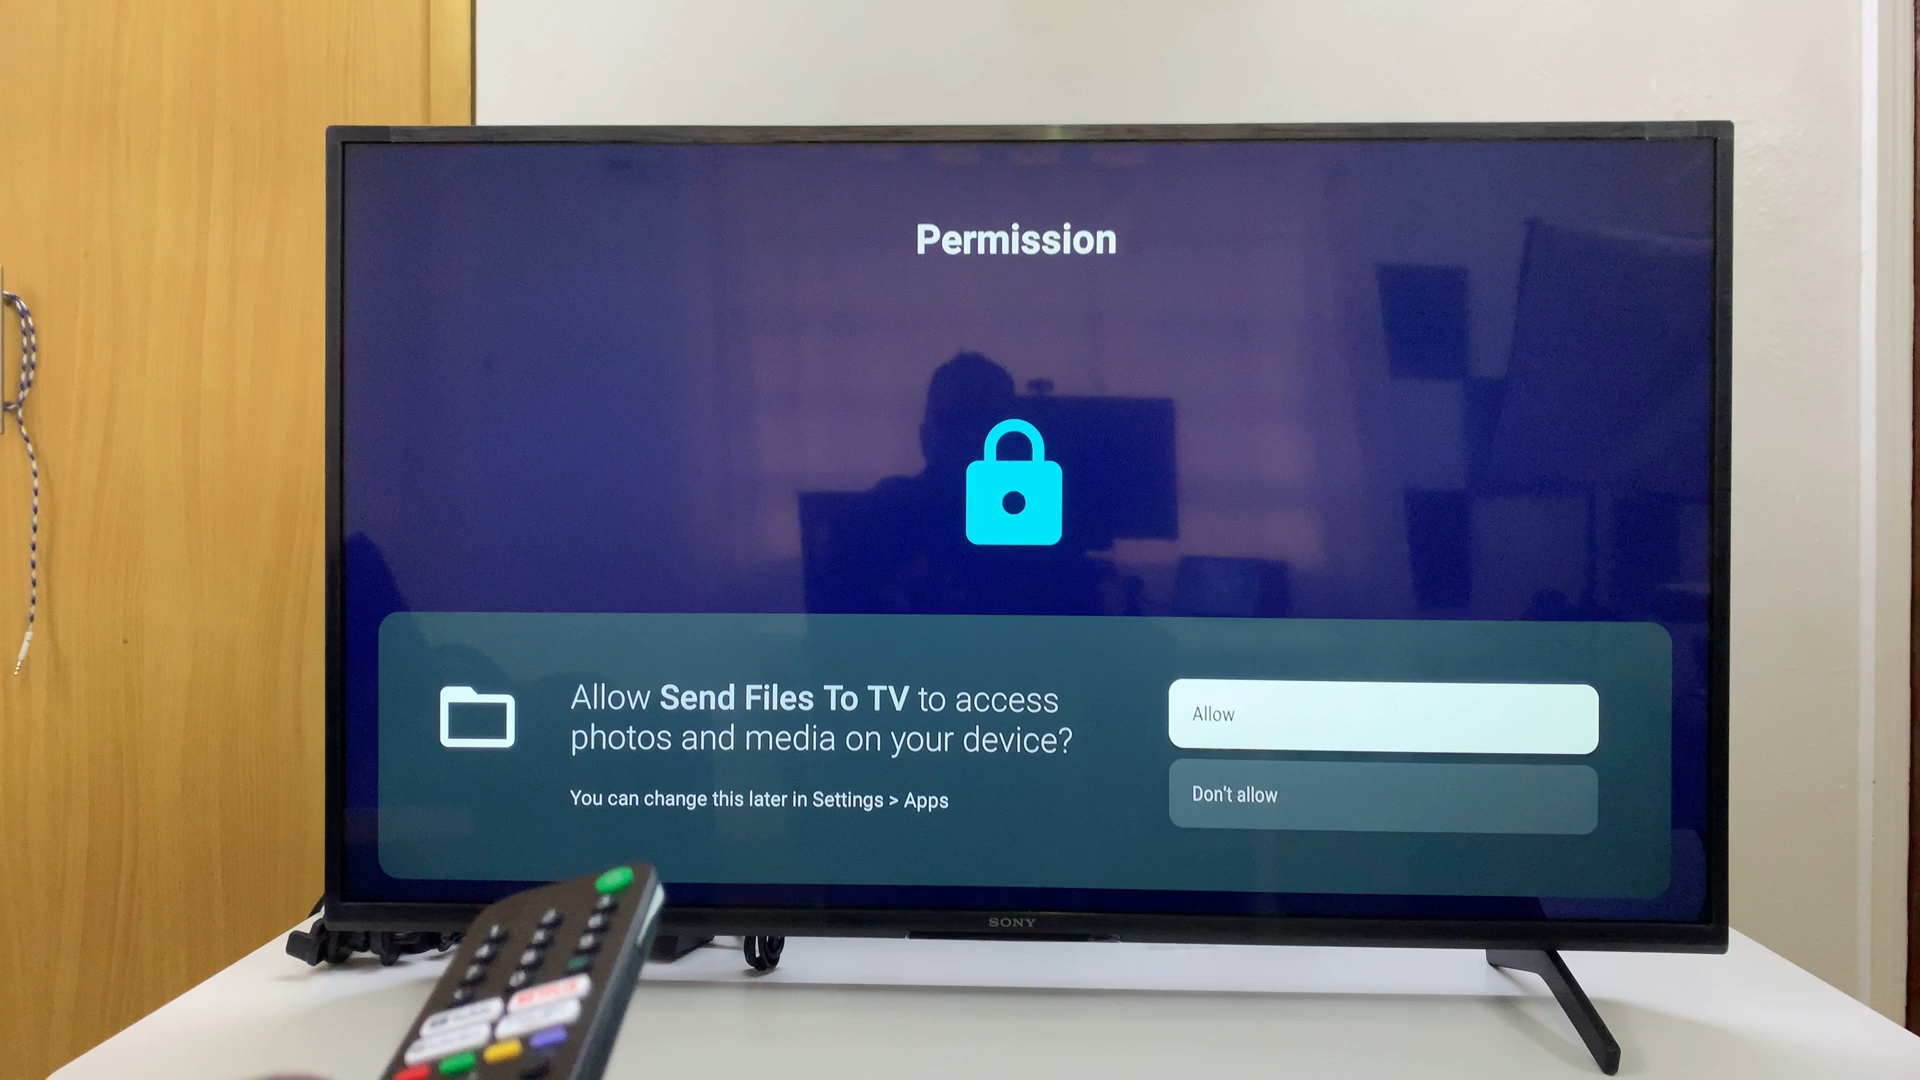 Permission
Allow Send Files To TV to access
photos and media on your device?
You can change this later in Settings > Apps
Allow
Don't allow
SONY
NETFLIX